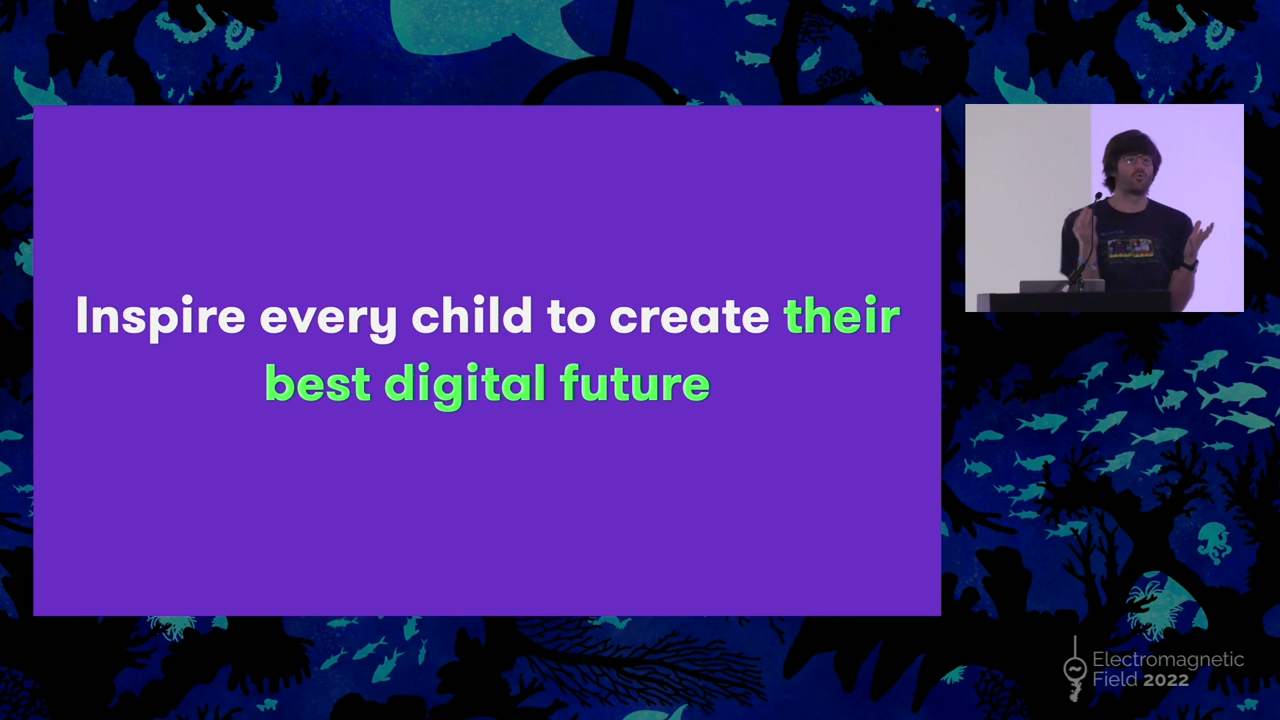 Inspire every child to create their
best digital future
Electromagnetic
Field 2022